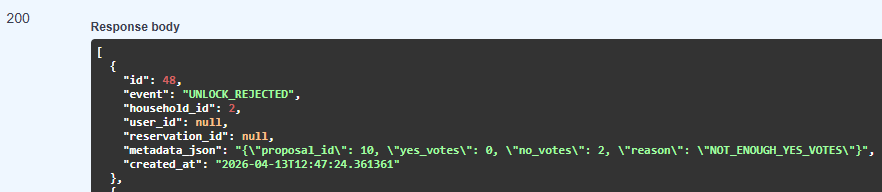 200
Response body
[
{
"id": 48,
"event": "UNLOCK_REJECTED",
"household_id": 2,
"user_id": null,
"reservation_id": null,
"metadata_json": "{\"proposal_id\": 10, \"yes_votes\": 0, \"no_votes\": 2, \"reason\": \"NOT_ENOUGH_YES_VOTES\"}",
"created_at": "2026-04-13T12:47:24.361361"
},
{